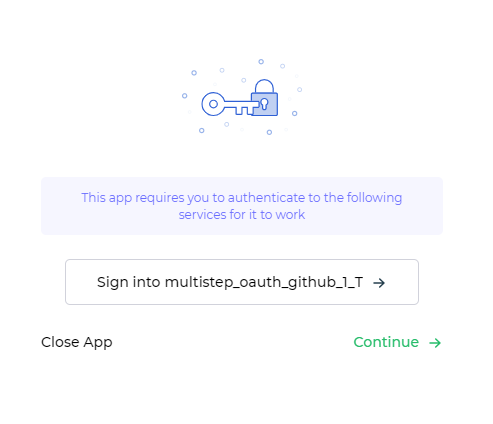 This app requires you to authenticate to the following
services for it to work
Sign into multistep_oauth_github_1_T
Close App
Continue